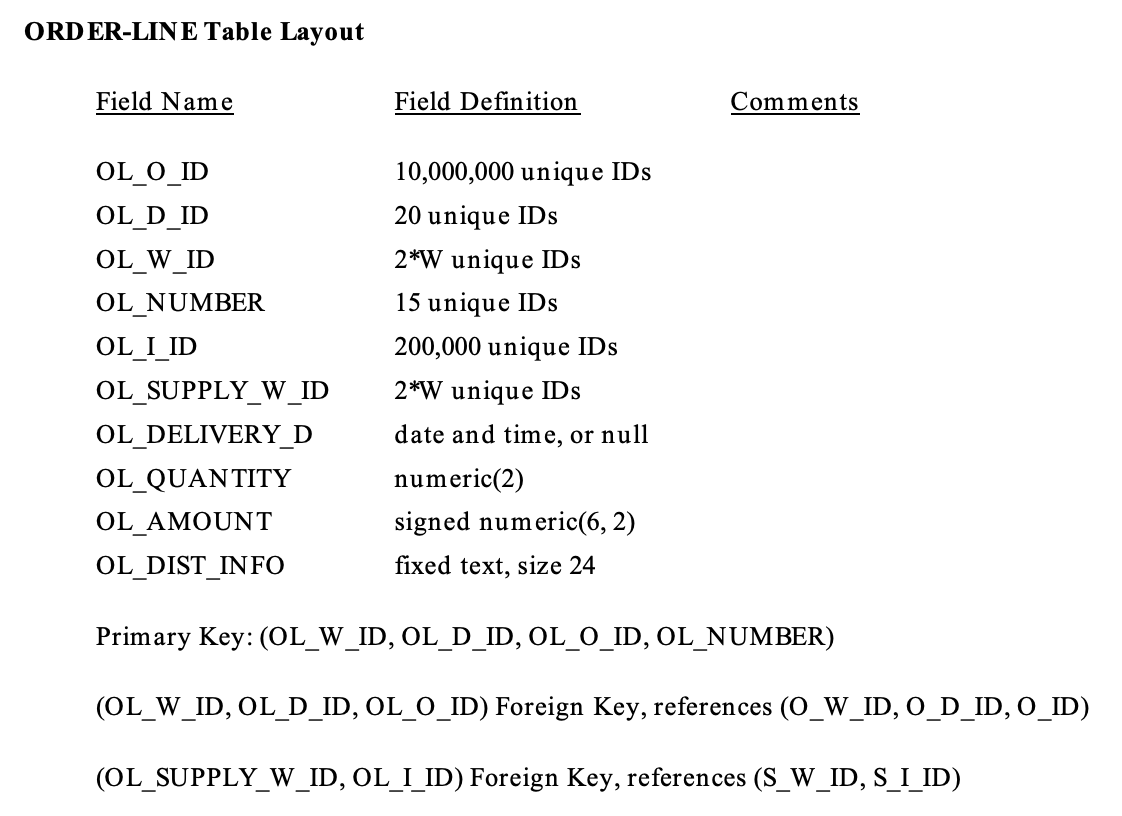 ORDER-LINE Table Layout
Field Name Field Definition Comments
OL_O_ID 10,000,000 unique IDs
OL_D_ID 20 unique IDs
OL_W_ID 2*W unique IDs
OL_NUMBER 15 unique IDs
OL_I_ID 200,000 unique IDs
OL_SUPPLY_W_ID 2*W unique IDs
OL_DELIVERY_D date and time, or null
OL_QUANTITY numeric(2)
OL_AMOUNT signed numeric(6, 2)
OL_DIST_INFO fixed text, size 24
Primary Key: (OL_W_ID, OL_D_ID, OL_O_ID, OL_NUMBER)
(OL_W_ID, OL_D_ID, OL_O_ID) Foreign Key, references (O_W_ID, O_D_ID, O_ID)
(OL_SUPPLY_W_ID, OL_I_ID) Foreign Key, references (S_W_ID, S_I_ID)